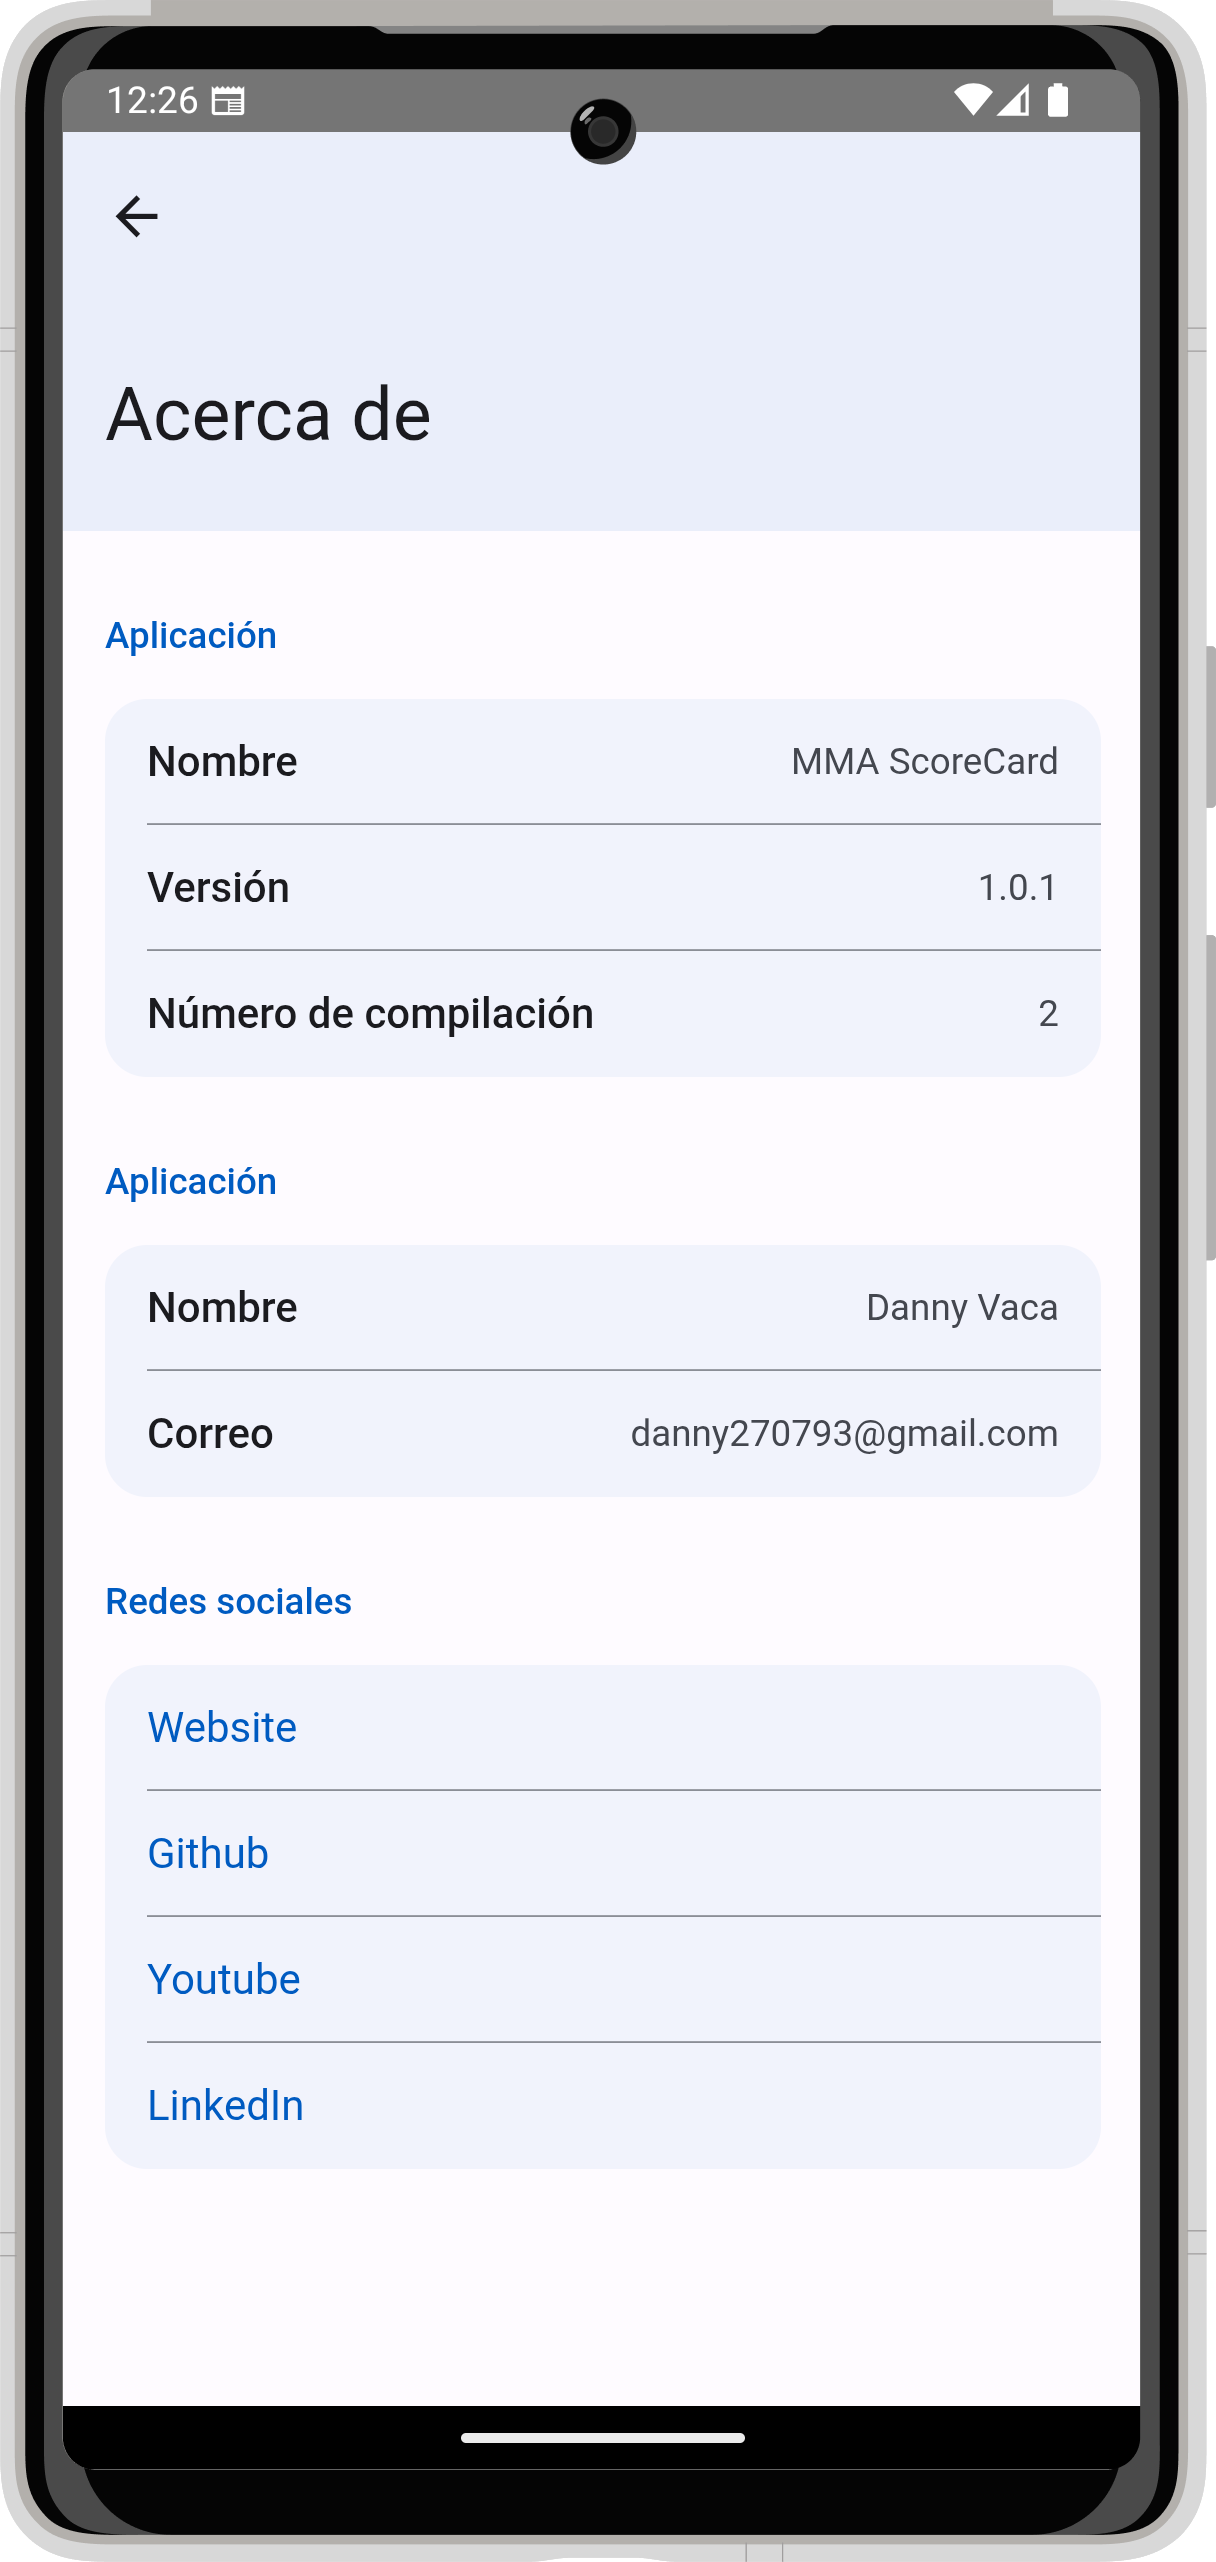 12:26
Acerca de
Aplicación
Nombre MMA ScoreCard
Versión 1.0.1
Número de compilación 2
Aplicación
Nombre Danny Vaca
Correo danny270793@gmail.com
Redes sociales
Website
Github
Youtube
LinkedIn